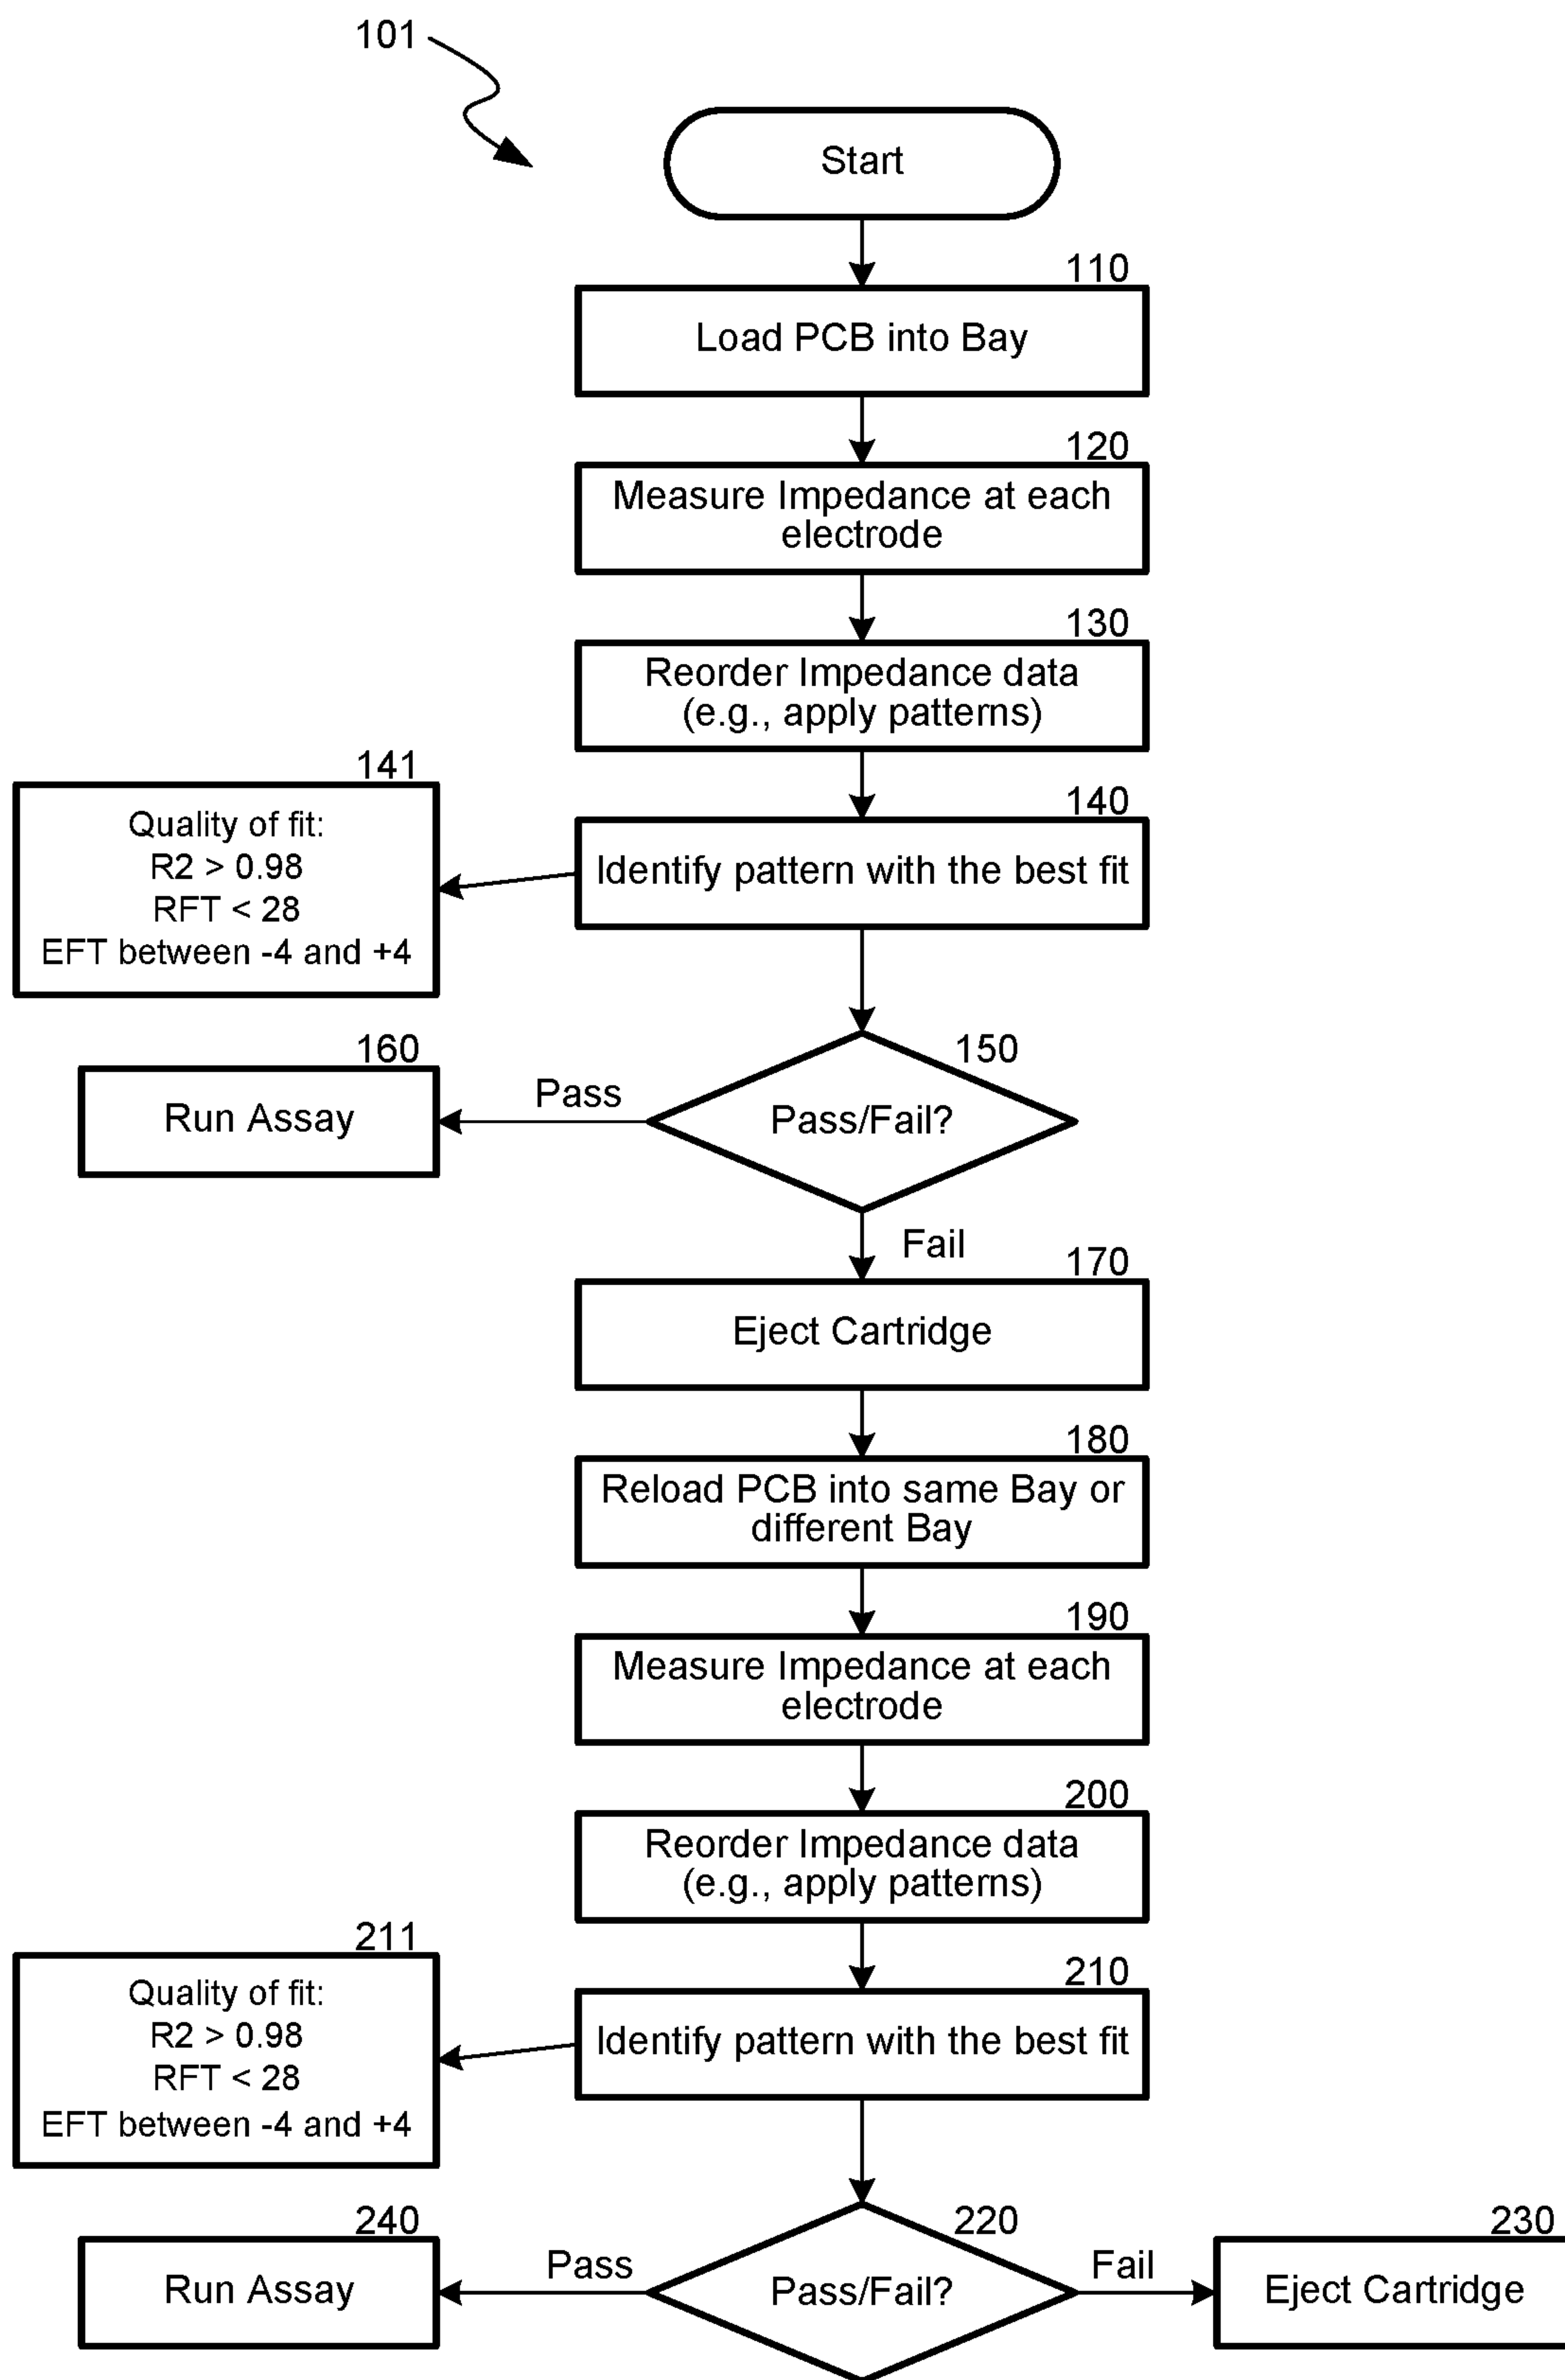 101
Start
110
Load PCB into Bay
120
Measure Impedance at each
electrode
130
Reorder Impedance data
(e.g., apply patterns)
141
Quality of fit:
R2 > 0.98
RFT < 28
EFT between -4 and +4
140
Identify pattern with the best fit
160
Run Assay
Pass
150
Pass/Fail?
Fail
170
Eject Cartridge
180
Reload PCB into same Bay or
different Bay
190
Measure Impedance at each
electrode
200
Reorder Impedance data
(e.g., apply patterns)
211
Quality of fit:
R2 > 0.98
RFT < 28
EFT between -4 and +4
210
Identify pattern with the best fit
240
Run Assay
Pass
220
Pass/Fail?
Fail
230
Eject Cartridge